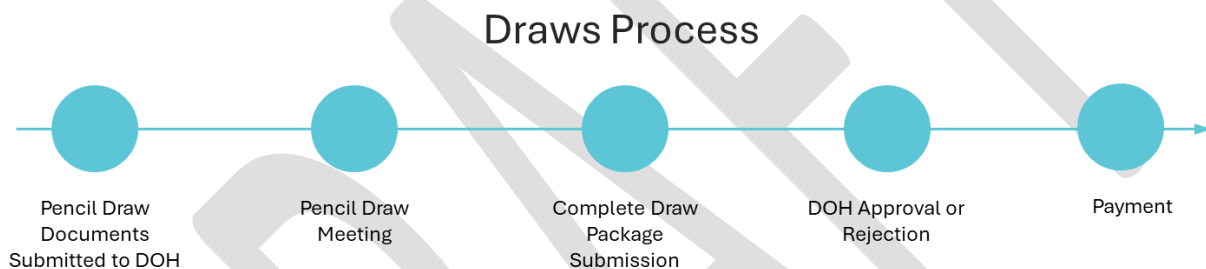 Draws Process
Pencil Draw
Documents
Submitted to DOH
Pencil Draw
Meeting
Complete Draw
Package
Submission
DOH Approval or
Rejection
Payment